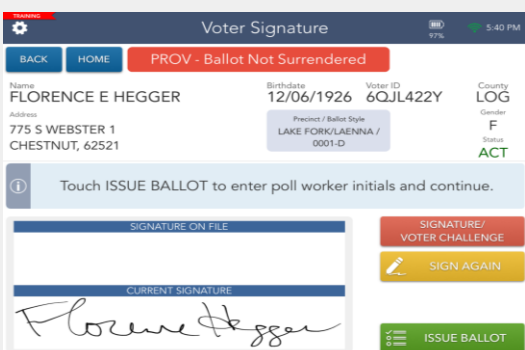 TRAINING
Voter Signature
97%
5:40 PM
BACK
HOME
PROV - Ballot Not Surrendered
Name
FLORENCE E HEGGER
Birthdate
12/06/1926
Voter ID
6QJL422Y
County
LOG
Address
775 S WEBSTER 1
CHESTNUT, 62521
Precinct / Ballot Style
LAKE FORK/LAENNA /
0001-D
Gender
F
Status
ACT
Touch ISSUE BALLOT to enter poll worker initials and continue.
SIGNATURE ON FILE
SIGNATURE/
VOTER CHALLENGE
SIGN AGAIN
CURRENT SIGNATURE
Florence Hegger
ISSUE BALLOT